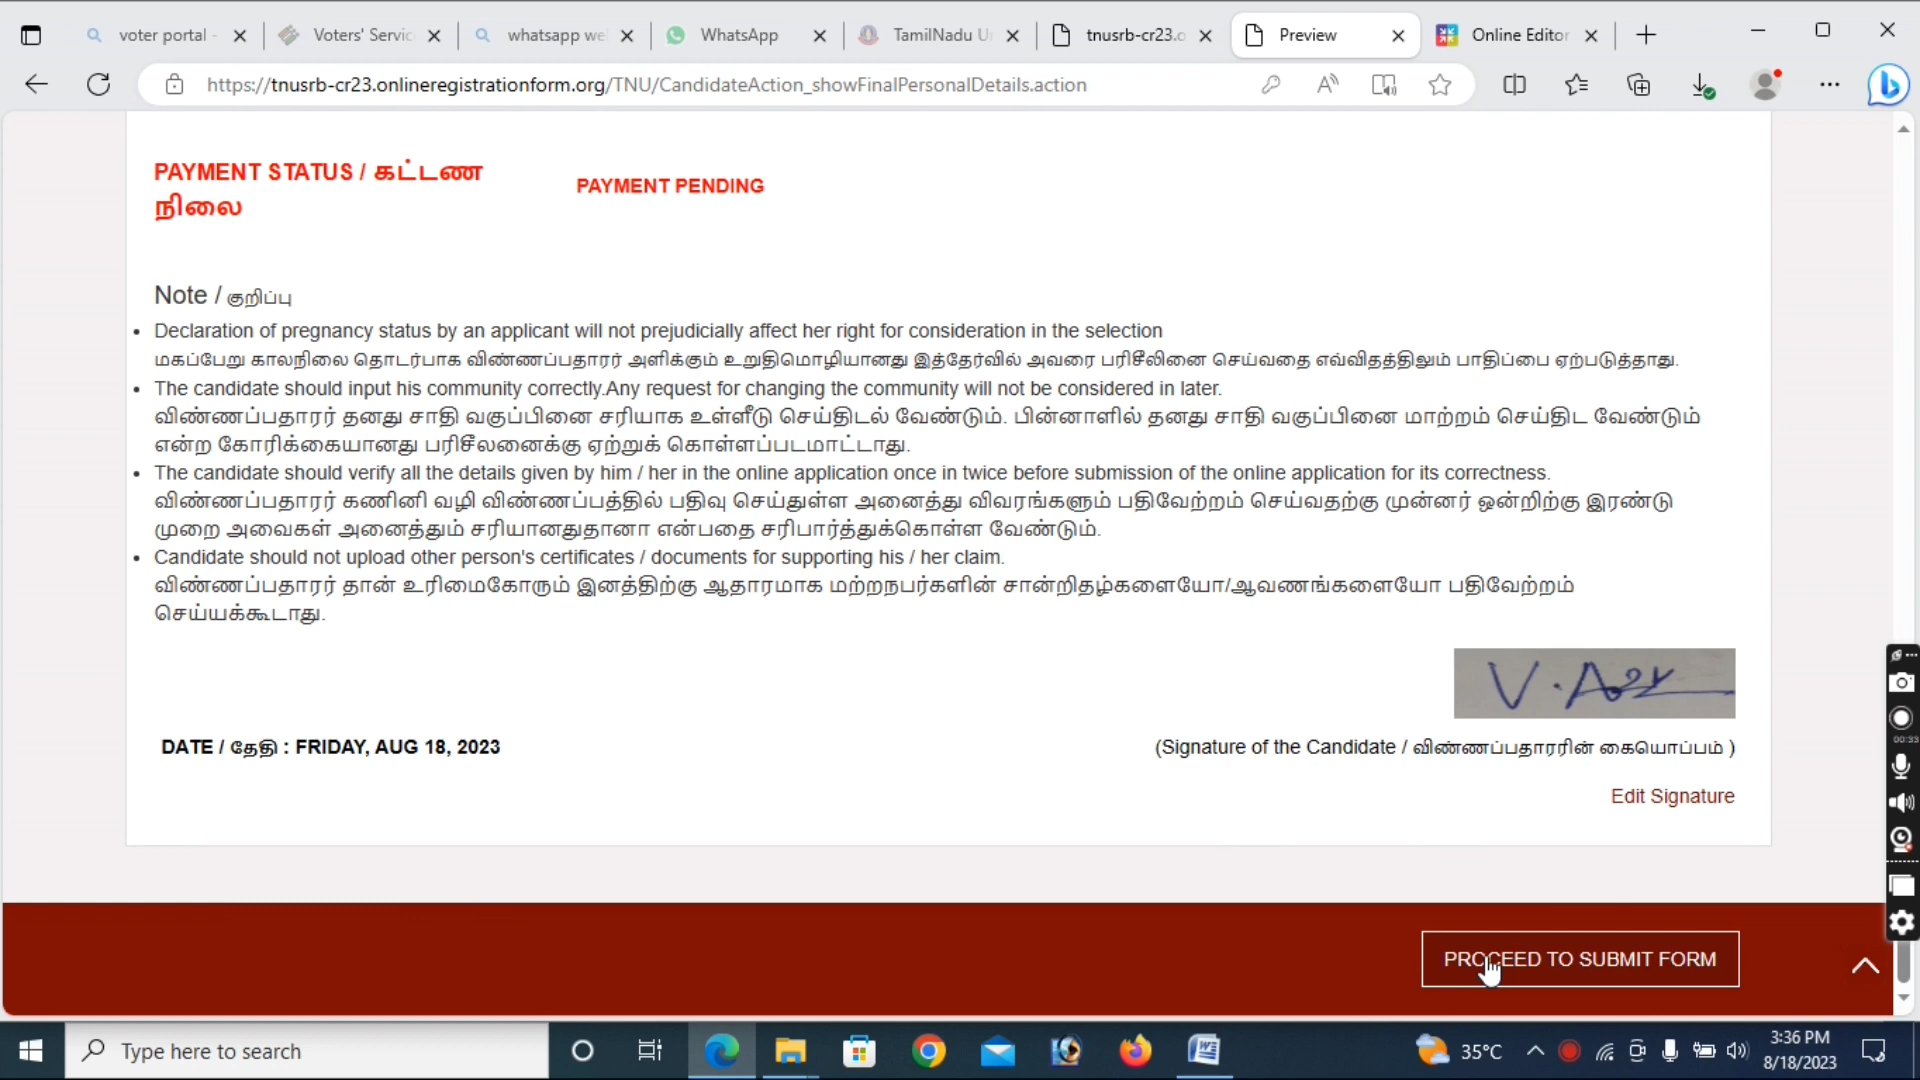 voter portal -
Voters' Servic
whatsapp we
WhatsApp
TamilNadu U
tnusrb-cr23.o
Preview
Online Editor
https://tnusrb-cr23.onlineregistrationform.org/TNU/CandidateAction_showFinalPersonalDetails.action
PAYMENT STATUS / கட்டண
நிலை
PAYMENT PENDING
Note / குறிப்பு
Declaration of pregnancy status by an applicant will not prejudicially affect her right for consideration in the selection
மகப்பேறு காலநிலை தொடர்பாக விண்ணப்பதாரர் அளிக்கும் உறுதிமொழியானது இத்தேர்வில் அவரை பரிசீலினை செய்வதை எவ்விதத்திலும் பாதிப்பை ஏற்படுத்தாது.
The candidate should input his community correctly.Any request for changing the community will not be considered in later.
விண்ணப்பதாரர் தனது சாதி வகுப்பினை சரியாக உள்ளீடு செய்திடல் வேண்டும். பின்னாளில் தனது சாதி வகுப்பினை மாற்றம் செய்திட வேண்டும்
என்ற கோரிக்கையானது பரிசீலனைக்கு ஏற்றுக் கொள்ளப்படமாட்டாது.
The candidate should verify all the details given by him / her in the online application once in twice before submission of the online application for its correctness.
விண்ணப்பதாரர் கணினி வழி விண்ணப்பத்தில் பதிவு செய்துள்ள அனைத்து விவரங்களும் பதிவேற்றம் செய்வதற்கு முன்னர் ஒன்றிற்கு இரண்டு
முறை அவைகள் அனைத்தும் சரியானதுதானா என்பதை சரிபார்த்துக்கொள்ள வேண்டும்.
Candidate should not upload other person's certificates / documents for supporting his / her claim.
விண்ணப்பதாரர் தான் உரிமைகோரும் இனத்திற்கு ஆதாரமாக மற்றநபர்களின் சான்றிதழ்களையோ/ஆவணங்களையோ பதிவேற்றம்
செய்யக்கூடாது.
DATE / தேதி : FRIDAY, AUG 18, 2023
(Signature of the Candidate / விண்ணப்பதாரரின் கையொப்பம் )
Edit Signature
00:33
PROCEED TO SUBMIT FORM
Type here to search
35°C
3:36 PM
8/18/2023